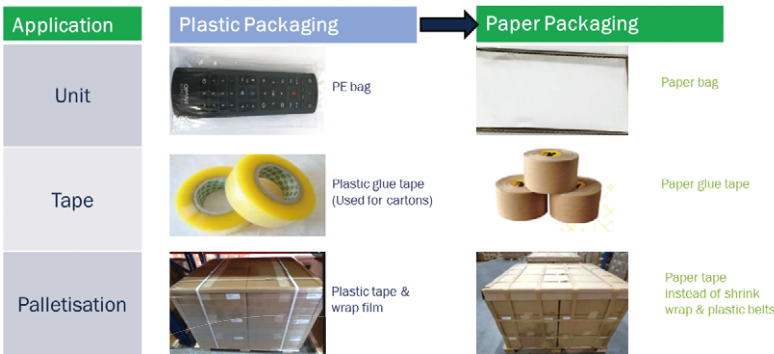 Application
Plastic Packaging
Paper Packaging
Unit
PE bag
Paper bag
Tape
Plastic glue tape
(Used for cartons)
Paper glue tape
Palletisation
Plastic tape &
wrap film
Paper tape
instead of shrink
wrap & plastic belts